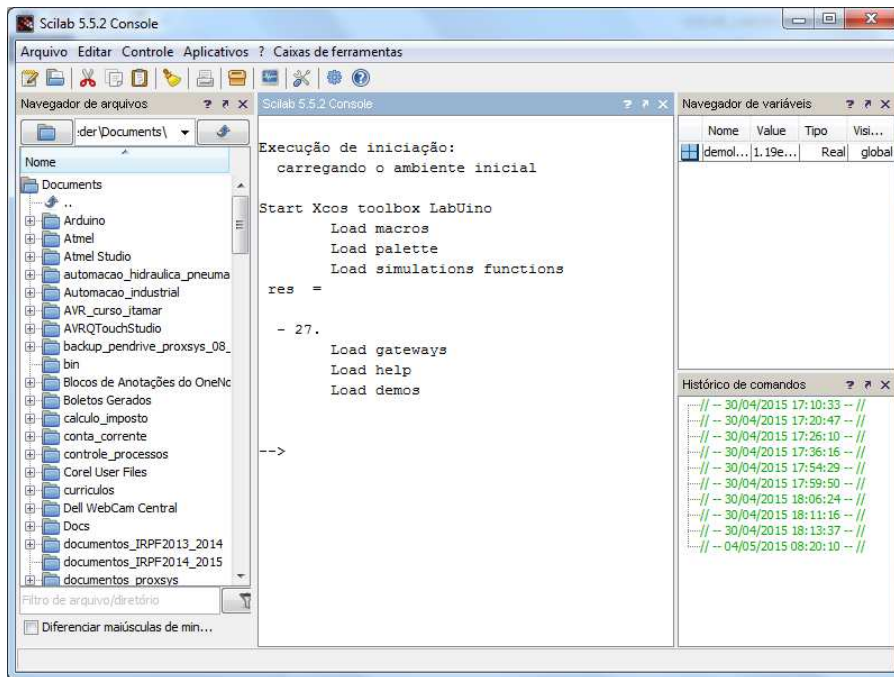 Scilab 5.5.2 Console
Arquivo Editar Controle Aplicativos ? Caixas de ferramentas
Navegador de arquivos ? X
:der\Documents\
Nome
Documents
..
Arduino
Atmel
Atmel Studio
automacao_hidraulica_pneuma
Automacao_industrial
AVR_curso_itamar
AVRQTouchStudio
backup_pendrive_proxsys_08_
bin
Blocos de Anotações do OneNo
Boletos Gerados
calculo_imposto
conta_corrente
controle_processos
Corel User Files
curriculos
Dell WebCam Central
Docs
documentos_IRPF2013_2014
documentos_IRPF2014_2015
documentos_proxsys
Filtro de arquivo/diretório
Diferenciar maiúsculas de min...
Scilab 5.5.2 Console ? X
Execução de iniciação:
carregando o ambiente inicial
Start Xcos toolbox LabUino
Load macros
Load palette
Load simulations functions
res =
- 27.
Load gateways
Load help
Load demos
-->
Navegador de variáveis ? X
Nome Value Tipo Visi...
demol... 1.19e... Real global
Histórico de comandos ? X
// -- 30/04/2015 17:10:33 -- //
// -- 30/04/2015 17:20:47 -- //
// -- 30/04/2015 17:26:10 -- //
// -- 30/04/2015 17:36:16 -- //
// -- 30/04/2015 17:54:29 -- //
// -- 30/04/2015 17:59:50 -- //
// -- 30/04/2015 18:06:24 -- //
// -- 30/04/2015 18:11:16 -- //
// -- 30/04/2015 18:13:37 -- //
// -- 04/05/2015 08:20:10 -- //